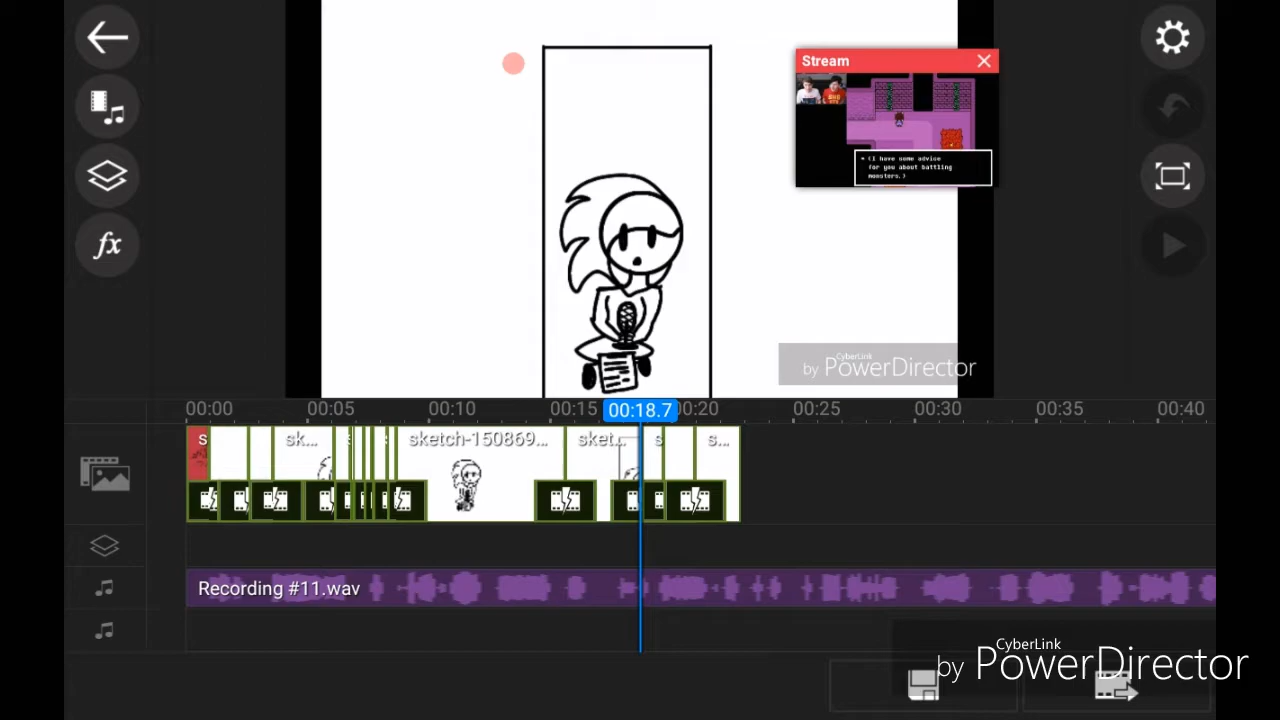 Stream
* (I have some advice
for you about battling
monsters.)
CyberLink
by PowerDirector
00:00
00:05
00:10
00:15
00:18.7
00:20
00:25
00:30
00:35
00:40
fx
s
sk...
sketch-150869...
sket...
s
s...
Recording #11.wav
CyberLink
by PowerDirector